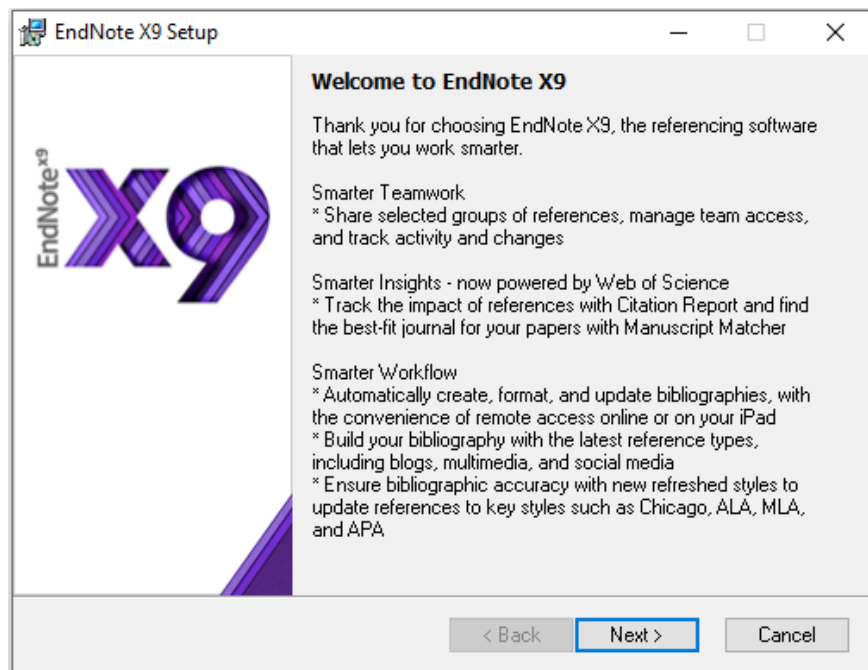 EndNote X9 Setup
EndNote X9
X9
Welcome to EndNote X9
Thank you for choosing EndNote X9, the referencing software
that lets you work smarter.
Smarter Teamwork
* Share selected groups of references, manage team access,
and track activity and changes
Smarter Insights - now powered by Web of Science
* Track the impact of references with Citation Report and find
the best-fit journal for your papers with Manuscript Matcher
Smarter Workflow
* Automatically create, format, and update bibliographies, with
the convenience of remote access online or on your iPad
* Build your bibliography with the latest reference types,
including blogs, multimedia, and social media
* Ensure bibliographic accuracy with new refreshed styles to
update references to key styles such as Chicago, ALA, MLA,
and APA
< Back Next > Cancel